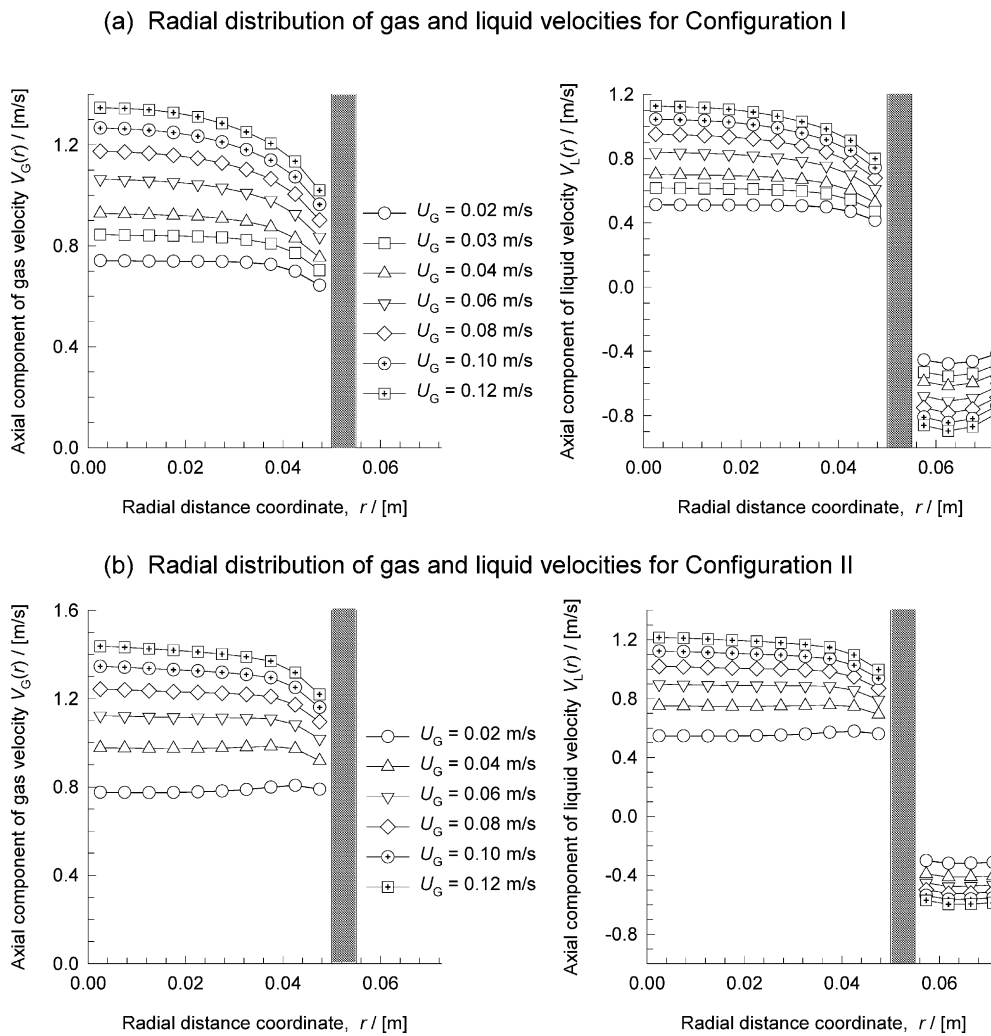 (a) Radial distribution of gas and liquid velocities for Configuration I
Axial component of gas velocity V_G(r) / [m/s]
1.2
0.8
0.4
0.0
0.00 0.02 0.04 0.06
Radial distance coordinate, r / [m]
U_G = 0.02 m/s
U_G = 0.03 m/s
U_G = 0.04 m/s
U_G = 0.06 m/s
U_G = 0.08 m/s
U_G = 0.10 m/s
U_G = 0.12 m/s
Axial component of liquid velocity V_L(r) / [m/s]
1.2
0.8
0.4
0.0
-0.4
-0.8
0.00 0.02 0.04 0.06
Radial distance coordinate, r / [m]
(b) Radial distribution of gas and liquid velocities for Configuration II
Axial component of gas velocity V_G(r) / [m/s]
1.6
1.2
0.8
0.4
0.0
0.00 0.02 0.04 0.06
Radial distance coordinate, r / [m]
U_G = 0.02 m/s
U_G = 0.04 m/s
U_G = 0.06 m/s
U_G = 0.08 m/s
U_G = 0.10 m/s
U_G = 0.12 m/s
Axial component of liquid velocity V_L(r) / [m/s]
1.2
0.8
0.4
0.0
-0.4
-0.8
0.00 0.02 0.04 0.06
Radial distance coordinate, r / [m]